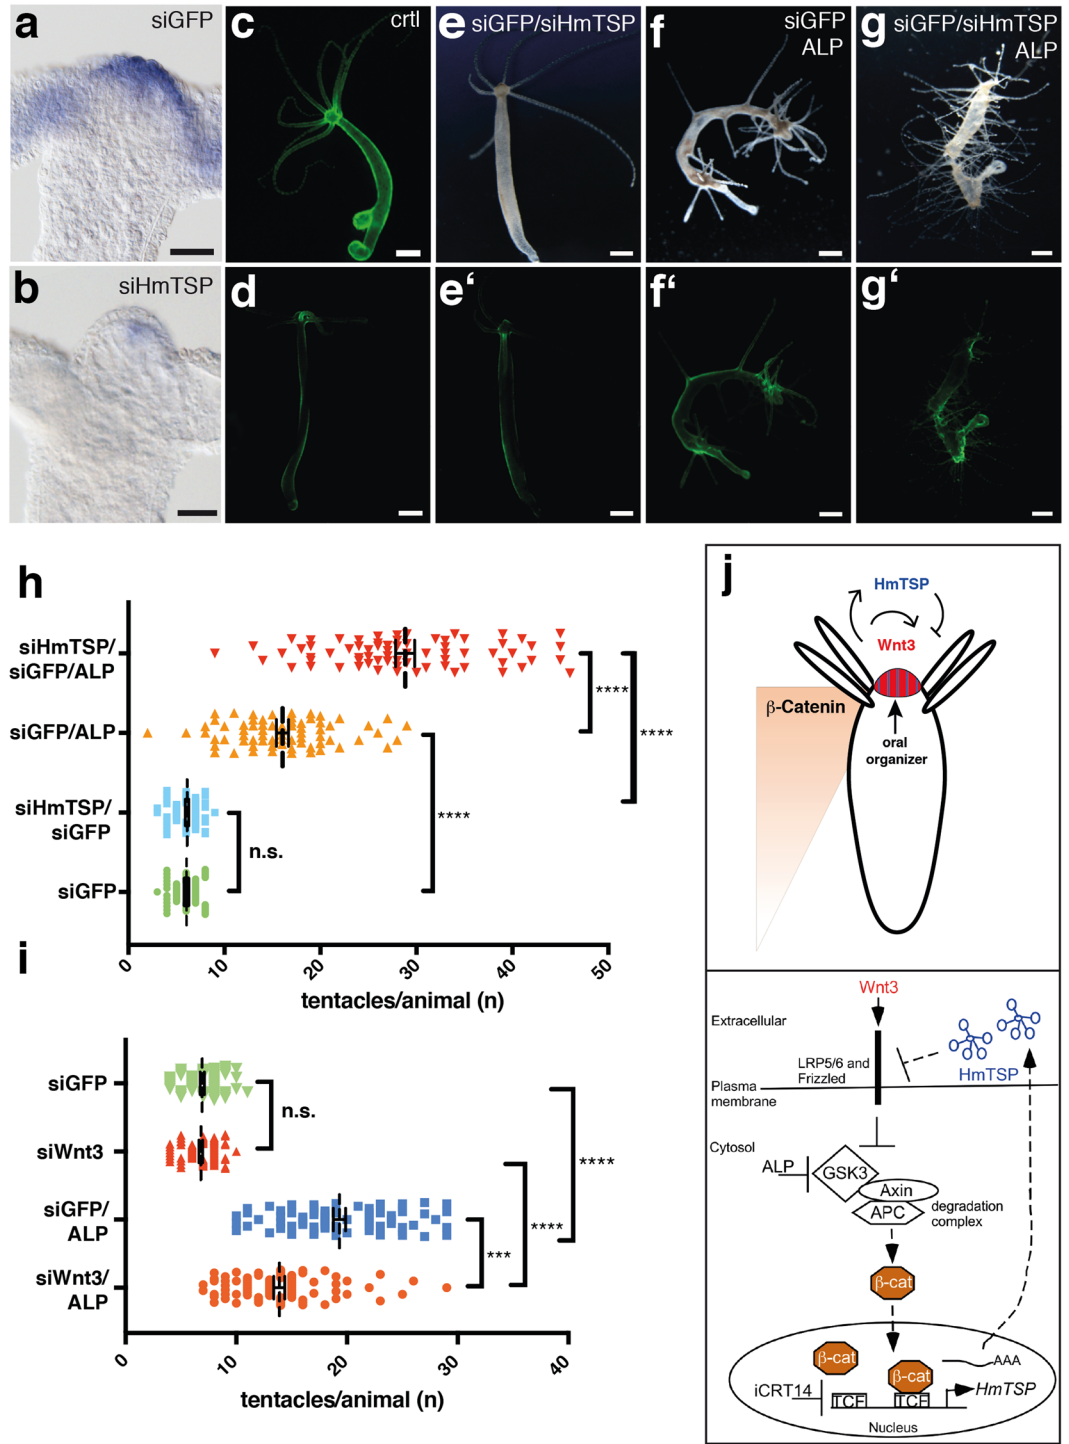 a
siGFP
c
crtl
e
siGFP/siHmTSP
f
siGFP
ALP
g
siGFP/siHmTSP
ALP
b
siHmTSP
d
e‘
f‘
g‘
h
siHmTSP/
siGFP/ALP
siGFP/ALP
siHmTSP/
siGFP
siGFP
****
****
****
n.s.
0
10
20
30
40
50
tentacles/animal (n)
i
siGFP
siWnt3
siGFP/
ALP
siWnt3/
ALP
n.s.
****
****
***
0
10
20
30
40
tentacles/animal (n)
j
HmTSP
Wnt3
β-Catenin
oral
organizer
Wnt3
Extracellular
LRP5/6 and
Frizzled
HmTSP
Plasma
membrane
Cytosol
ALP
GSK3
Axin
APC
degradation
complex
β-cat
β-cat
β-cat
AAA
iCRT14
TCF
TCF
HmTSP
Nucleus